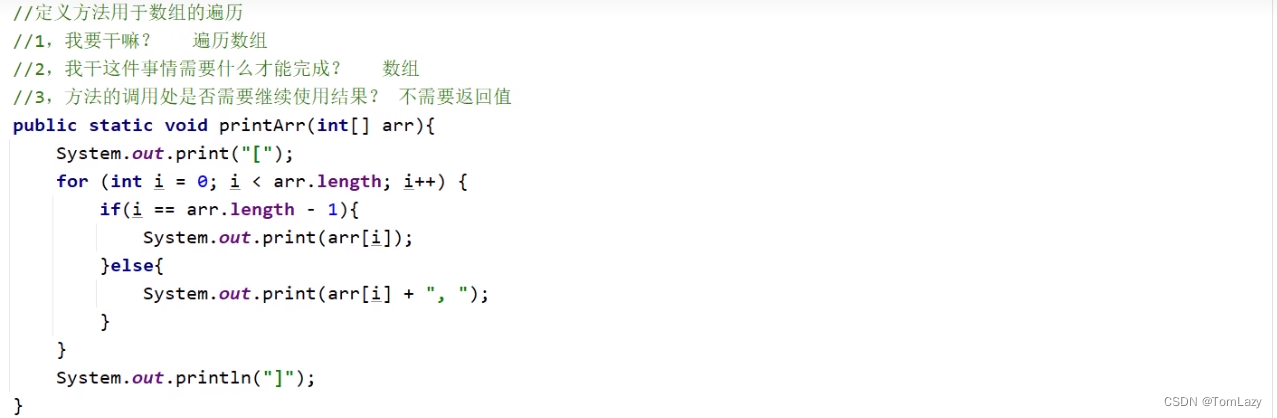 //定义方法用于数组的遍历
//1，我要干嘛？ 遍历数组
//2，我干这件事情需要什么才能完成？ 数组
//3，方法的调用处是否需要继续使用结果？ 不需要返回值
public static void printArr(int[] arr){
    System.out.print("[");
    for (int i = 0; i < arr.length; i++) {
        if(i == arr.length - 1){
            System.out.print(arr[i]);
        }else{
            System.out.print(arr[i] + ", ");
        }
    }
    System.out.println("]");
}
CSDN @TomLazy